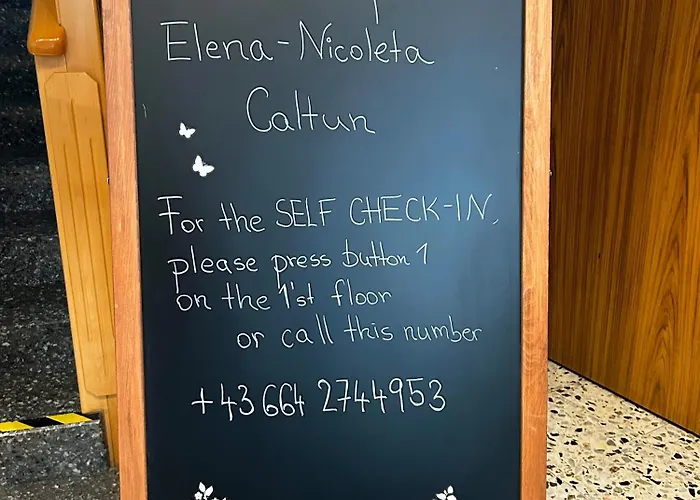 Elena-Nicoleta
Caltun
For the SELF CHECK-IN,
please press button 1
on the 1'st floor
or call this number
+43 664 2744953